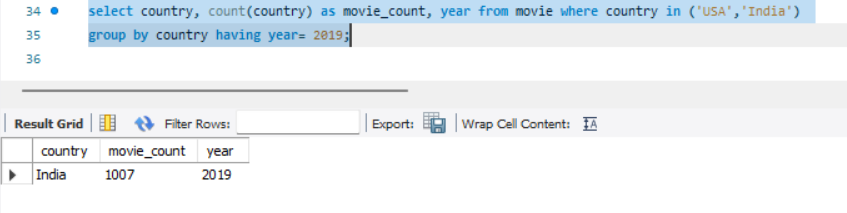 34 select country, count(country) as movie_count, year from movie where country in ('USA','India')
35 group by country having year= 2019;
36
Result Grid Filter Rows: Export: Wrap Cell Content: IA
country movie_count year
India 1007 2019